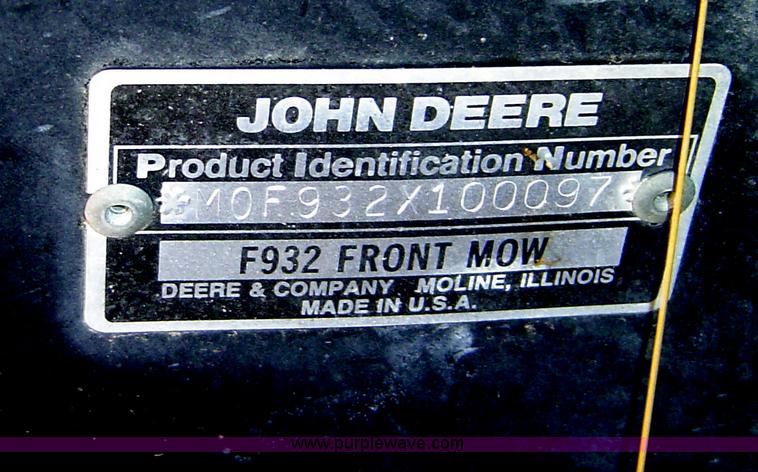 JOHN DEERE
Product Identification Number
*M0F932X100097*
F932 FRONT MOW
DEERE & COMPANY MOLINE, ILLINOIS
MADE IN U.S.A.
www.purplewave.com